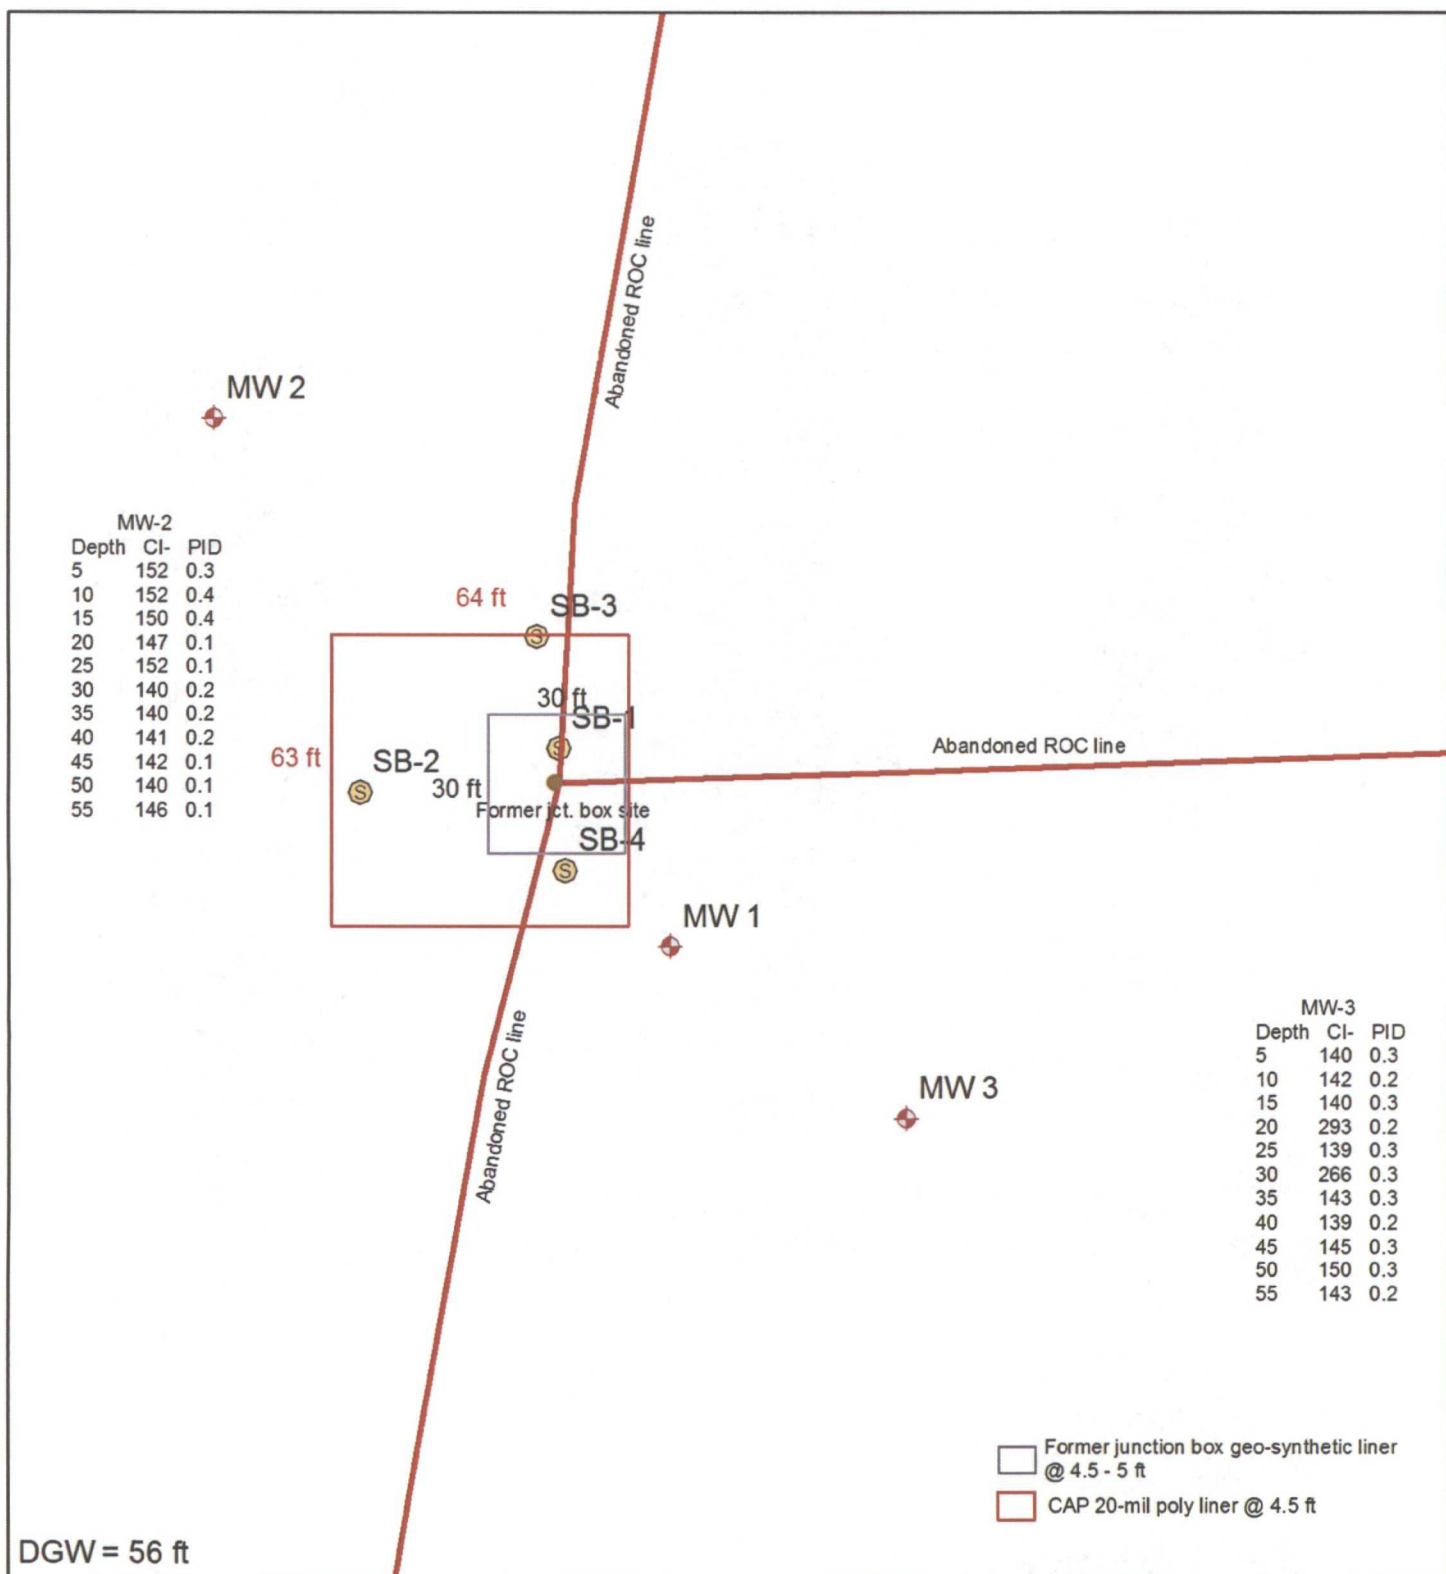 Abandoned ROC line
MW 2
MW-2
Depth Cl- PID
5 152 0.3
10 152 0.4
15 150 0.4
20 147 0.1
25 152 0.1
30 140 0.2
35 140 0.2
40 141 0.2
45 142 0.1
50 140 0.1
55 146 0.1
64 ft
SB-3
S
30 ft
SB-1
S
63 ft
SB-2
S
30 ft
Abandoned ROC line
Former jct. box site
SB-4
S
MW 1
Abandoned ROC line
MW 3
MW-3
Depth Cl- PID
5 140 0.3
10 142 0.2
15 140 0.3
20 293 0.2
25 139 0.3
30 266 0.3
35 143 0.3
40 139 0.2
45 145 0.3
50 150 0.3
55 143 0.2
Former junction box geo-synthetic liner
@ 4.5 - 5 ft
CAP 20-mil poly liner @ 4.5 ft
DGW = 56 ft